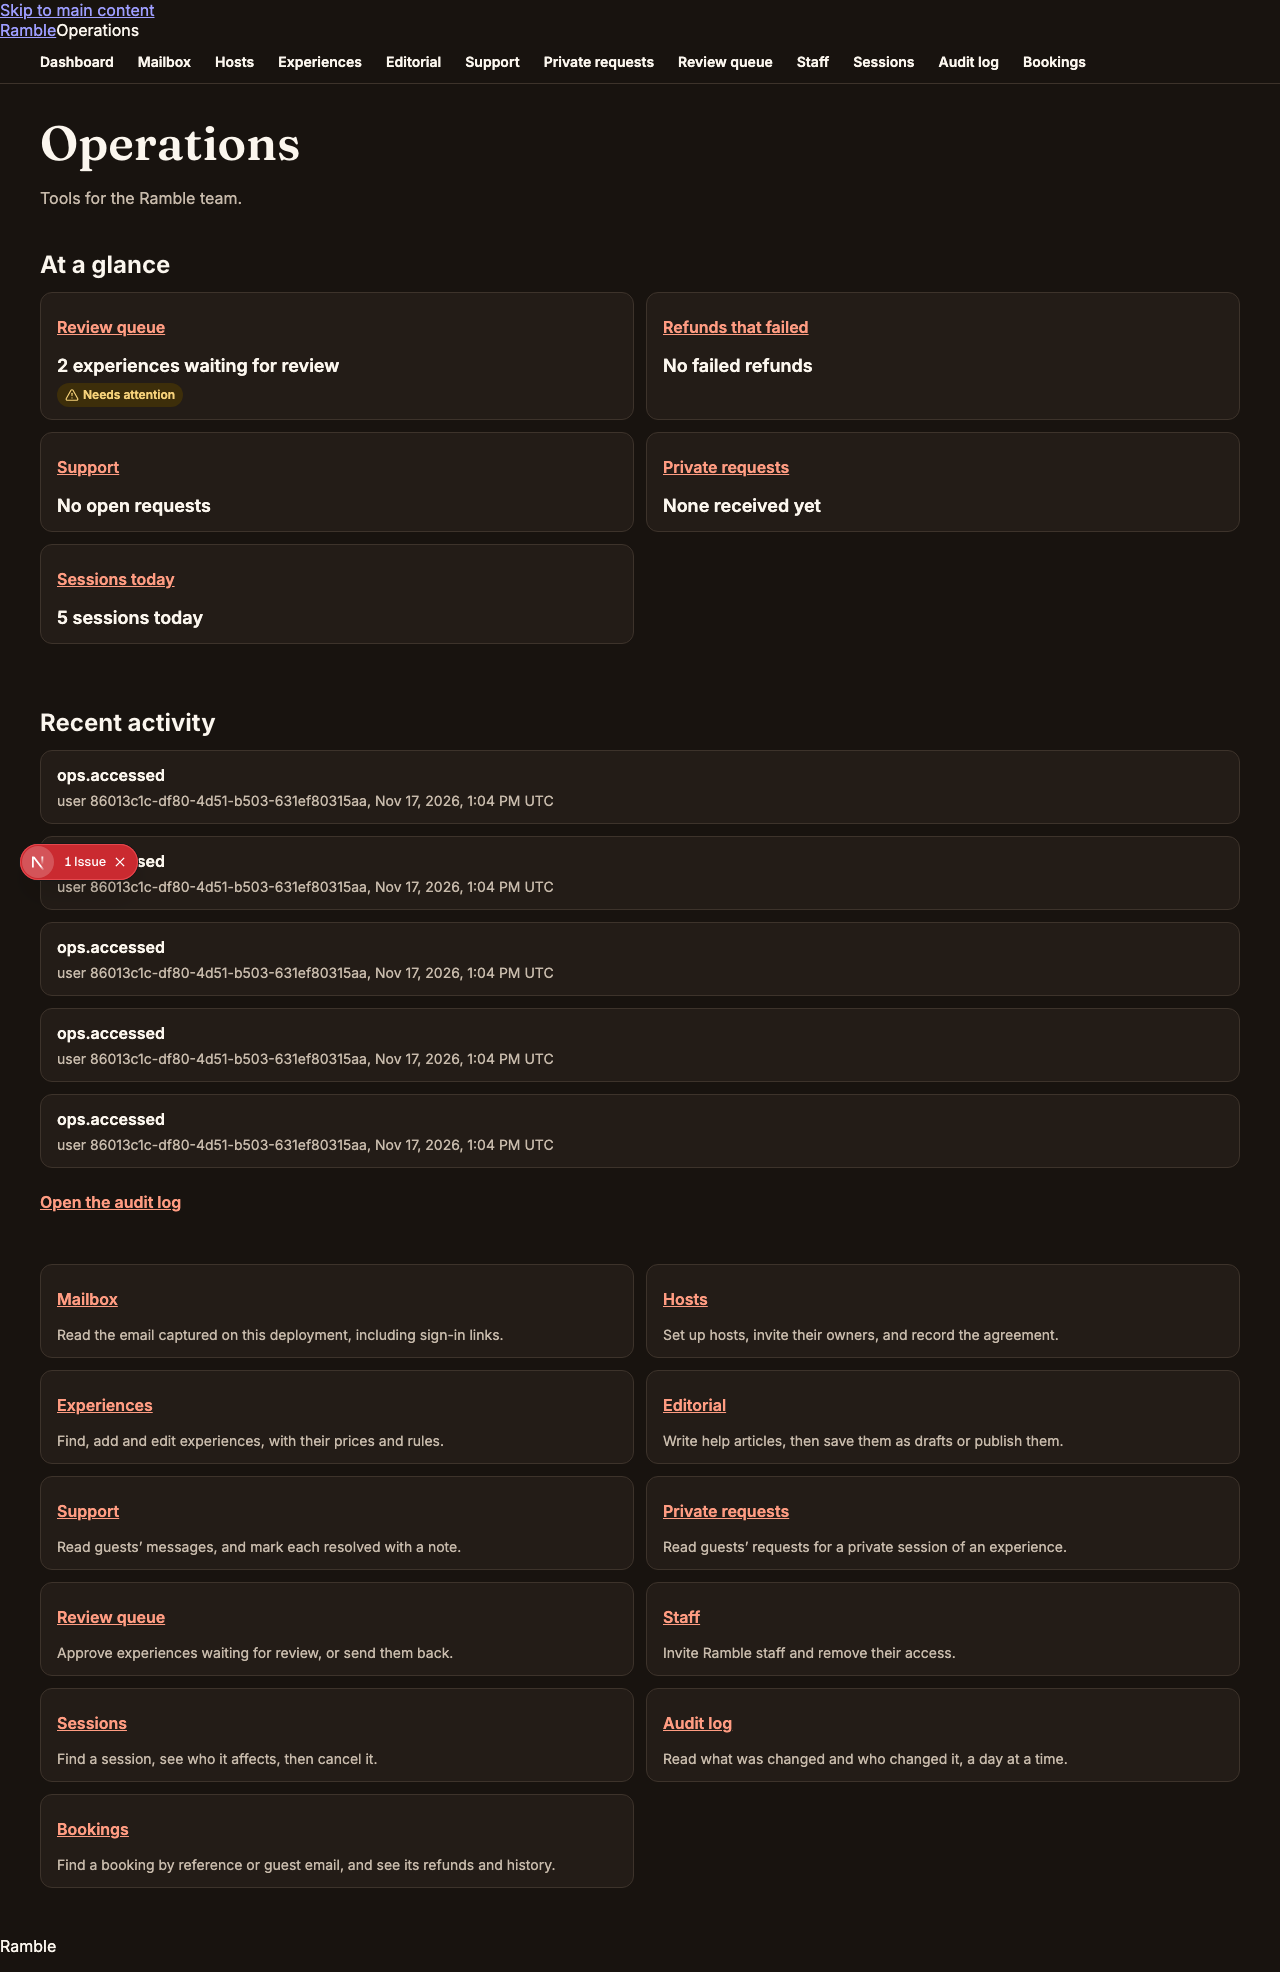 Skip to main content
RambleOperations
Dashboard Mailbox Hosts Experiences Editorial Support Private requests Review queue Staff Sessions Audit log Bookings
Operations
Tools for the Ramble team.
At a glance
Review queue
2 experiences waiting for review
Needs attention
Refunds that failed
No failed refunds
Support
No open requests
Private requests
None received yet
Sessions today
5 sessions today
Recent activity
ops.accessed
user 86013c1c-df80-4d51-b503-631ef80315aa, Nov 17, 2026, 1:04 PM UTC
1 Issue
sed
user 86013c1c-df80-4d51-b503-631ef80315aa, Nov 17, 2026, 1:04 PM UTC
ops.accessed
user 86013c1c-df80-4d51-b503-631ef80315aa, Nov 17, 2026, 1:04 PM UTC
ops.accessed
user 86013c1c-df80-4d51-b503-631ef80315aa, Nov 17, 2026, 1:04 PM UTC
ops.accessed
user 86013c1c-df80-4d51-b503-631ef80315aa, Nov 17, 2026, 1:04 PM UTC
Open the audit log
Mailbox
Read the email captured on this deployment, including sign-in links.
Hosts
Set up hosts, invite their owners, and record the agreement.
Experiences
Find, add and edit experiences, with their prices and rules.
Editorial
Write help articles, then save them as drafts or publish them.
Support
Read guests’ messages, and mark each resolved with a note.
Private requests
Read guests’ requests for a private session of an experience.
Review queue
Approve experiences waiting for review, or send them back.
Staff
Invite Ramble staff and remove their access.
Sessions
Find a session, see who it affects, then cancel it.
Audit log
Read what was changed and who changed it, a day at a time.
Bookings
Find a booking by reference or guest email, and see its refunds and history.
Ramble